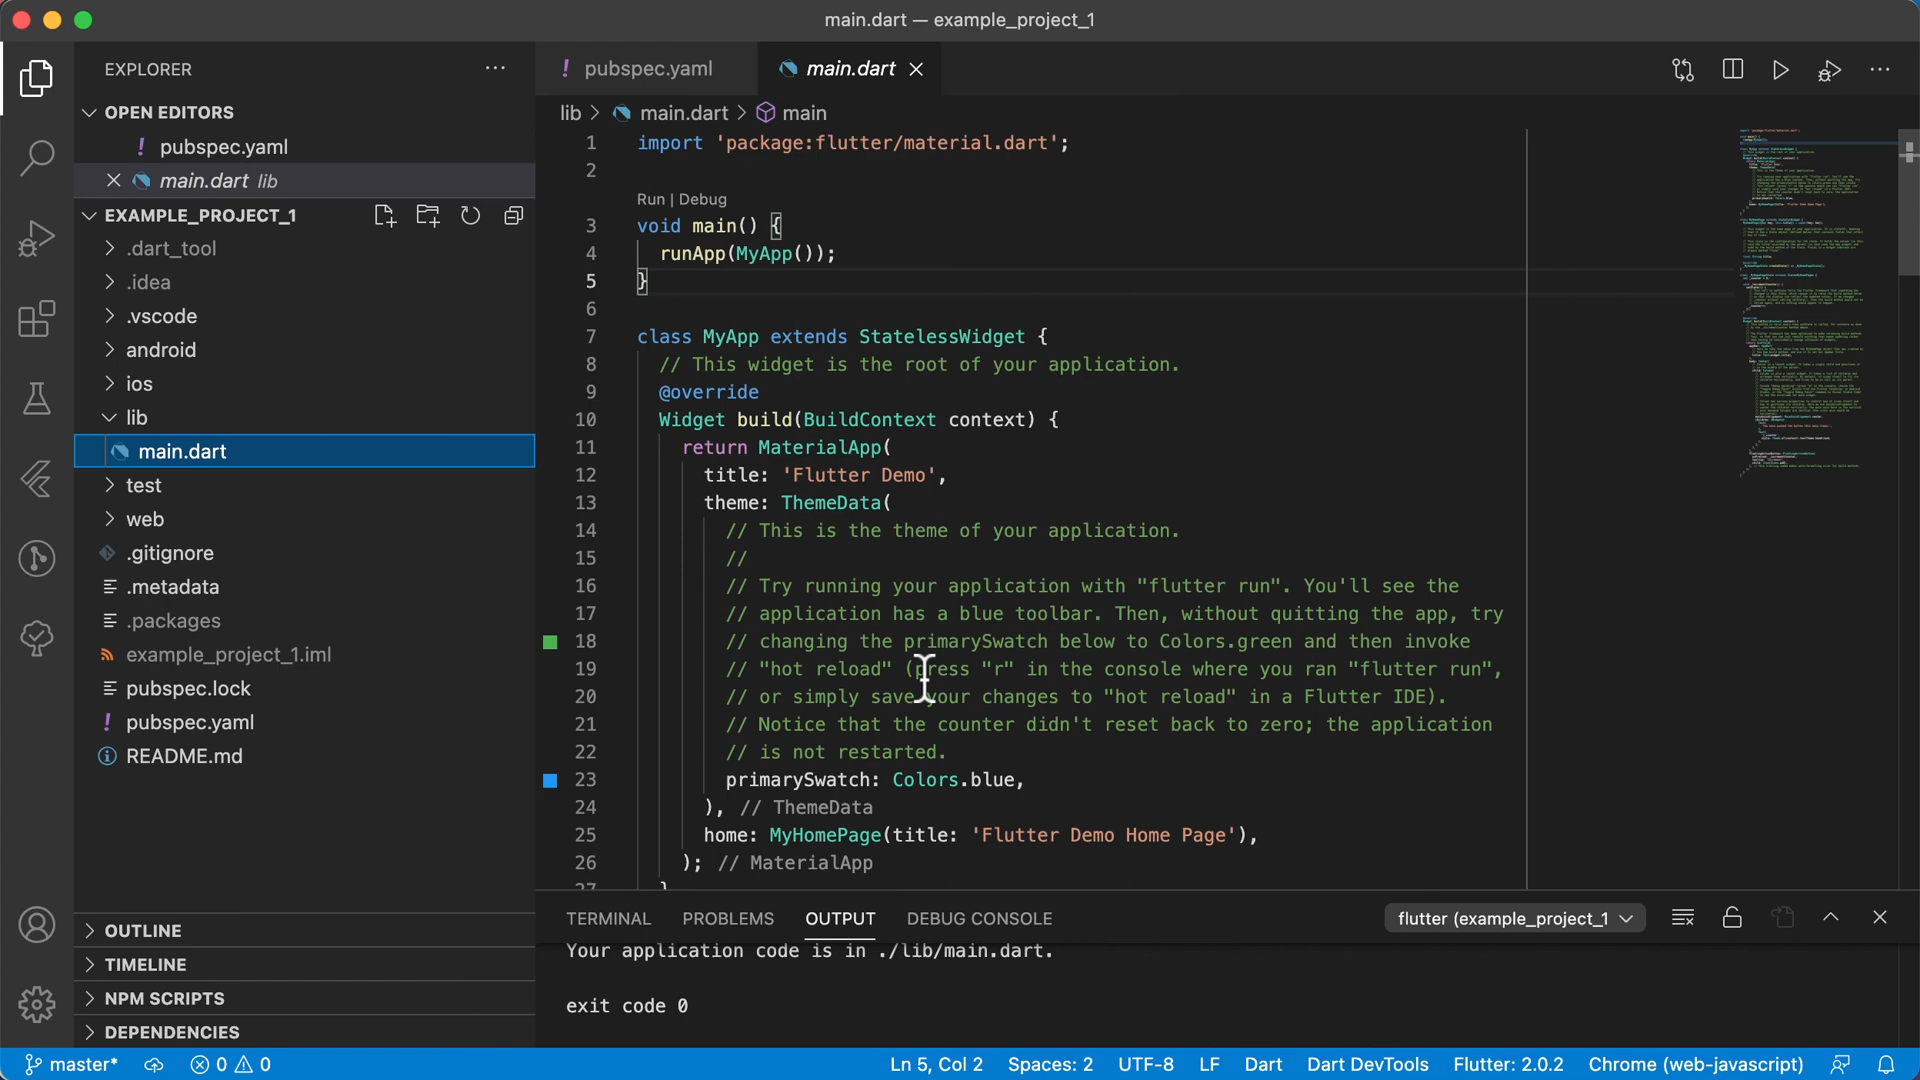 main.dart — example_project_1
EXPLORER
OPEN EDITORS
! pubspec.yaml
main.dart lib
EXAMPLE_PROJECT_1
.dart_tool
.idea
.vscode
android
ios
lib
main.dart
test
web
.gitignore
.metadata
.packages
example_project_1.iml
pubspec.lock
! pubspec.yaml
README.md
OUTLINE
TIMELINE
NPM SCRIPTS
DEPENDENCIES
! pubspec.yaml
main.dart
lib > main.dart > main
1 import 'package:flutter/material.dart';
2
Run | Debug
3 void main() {
4 runApp(MyApp());
5 }
6
7 class MyApp extends StatelessWidget {
8 // This widget is the root of your application.
9 @override
10 Widget build(BuildContext context) {
11 return MaterialApp(
12 title: 'Flutter Demo',
13 theme: ThemeData(
14 // This is the theme of your application.
15 //
16 // Try running your application with "flutter run". You'll see the
17 // application has a blue toolbar. Then, without quitting the app, try
18 // changing the primarySwatch below to Colors.green and then invoke
19 // "hot reload" (press "r" in the console where you ran "flutter run",
20 // or simply save your changes to "hot reload" in a Flutter IDE).
21 // Notice that the counter didn't reset back to zero; the application
22 // is not restarted.
23 primarySwatch: Colors.blue,
24 ), // ThemeData
25 home: MyHomePage(title: 'Flutter Demo Home Page'),
26 ); // MaterialApp
27 }
TERMINAL PROBLEMS OUTPUT DEBUG CONSOLE flutter (example_project_1
Your application code is in ./lib/main.dart.
exit code 0
master* 0 0 Ln 5, Col 2 Spaces: 2 UTF-8 LF Dart Dart DevTools Flutter: 2.0.2 Chrome (web-javascript)